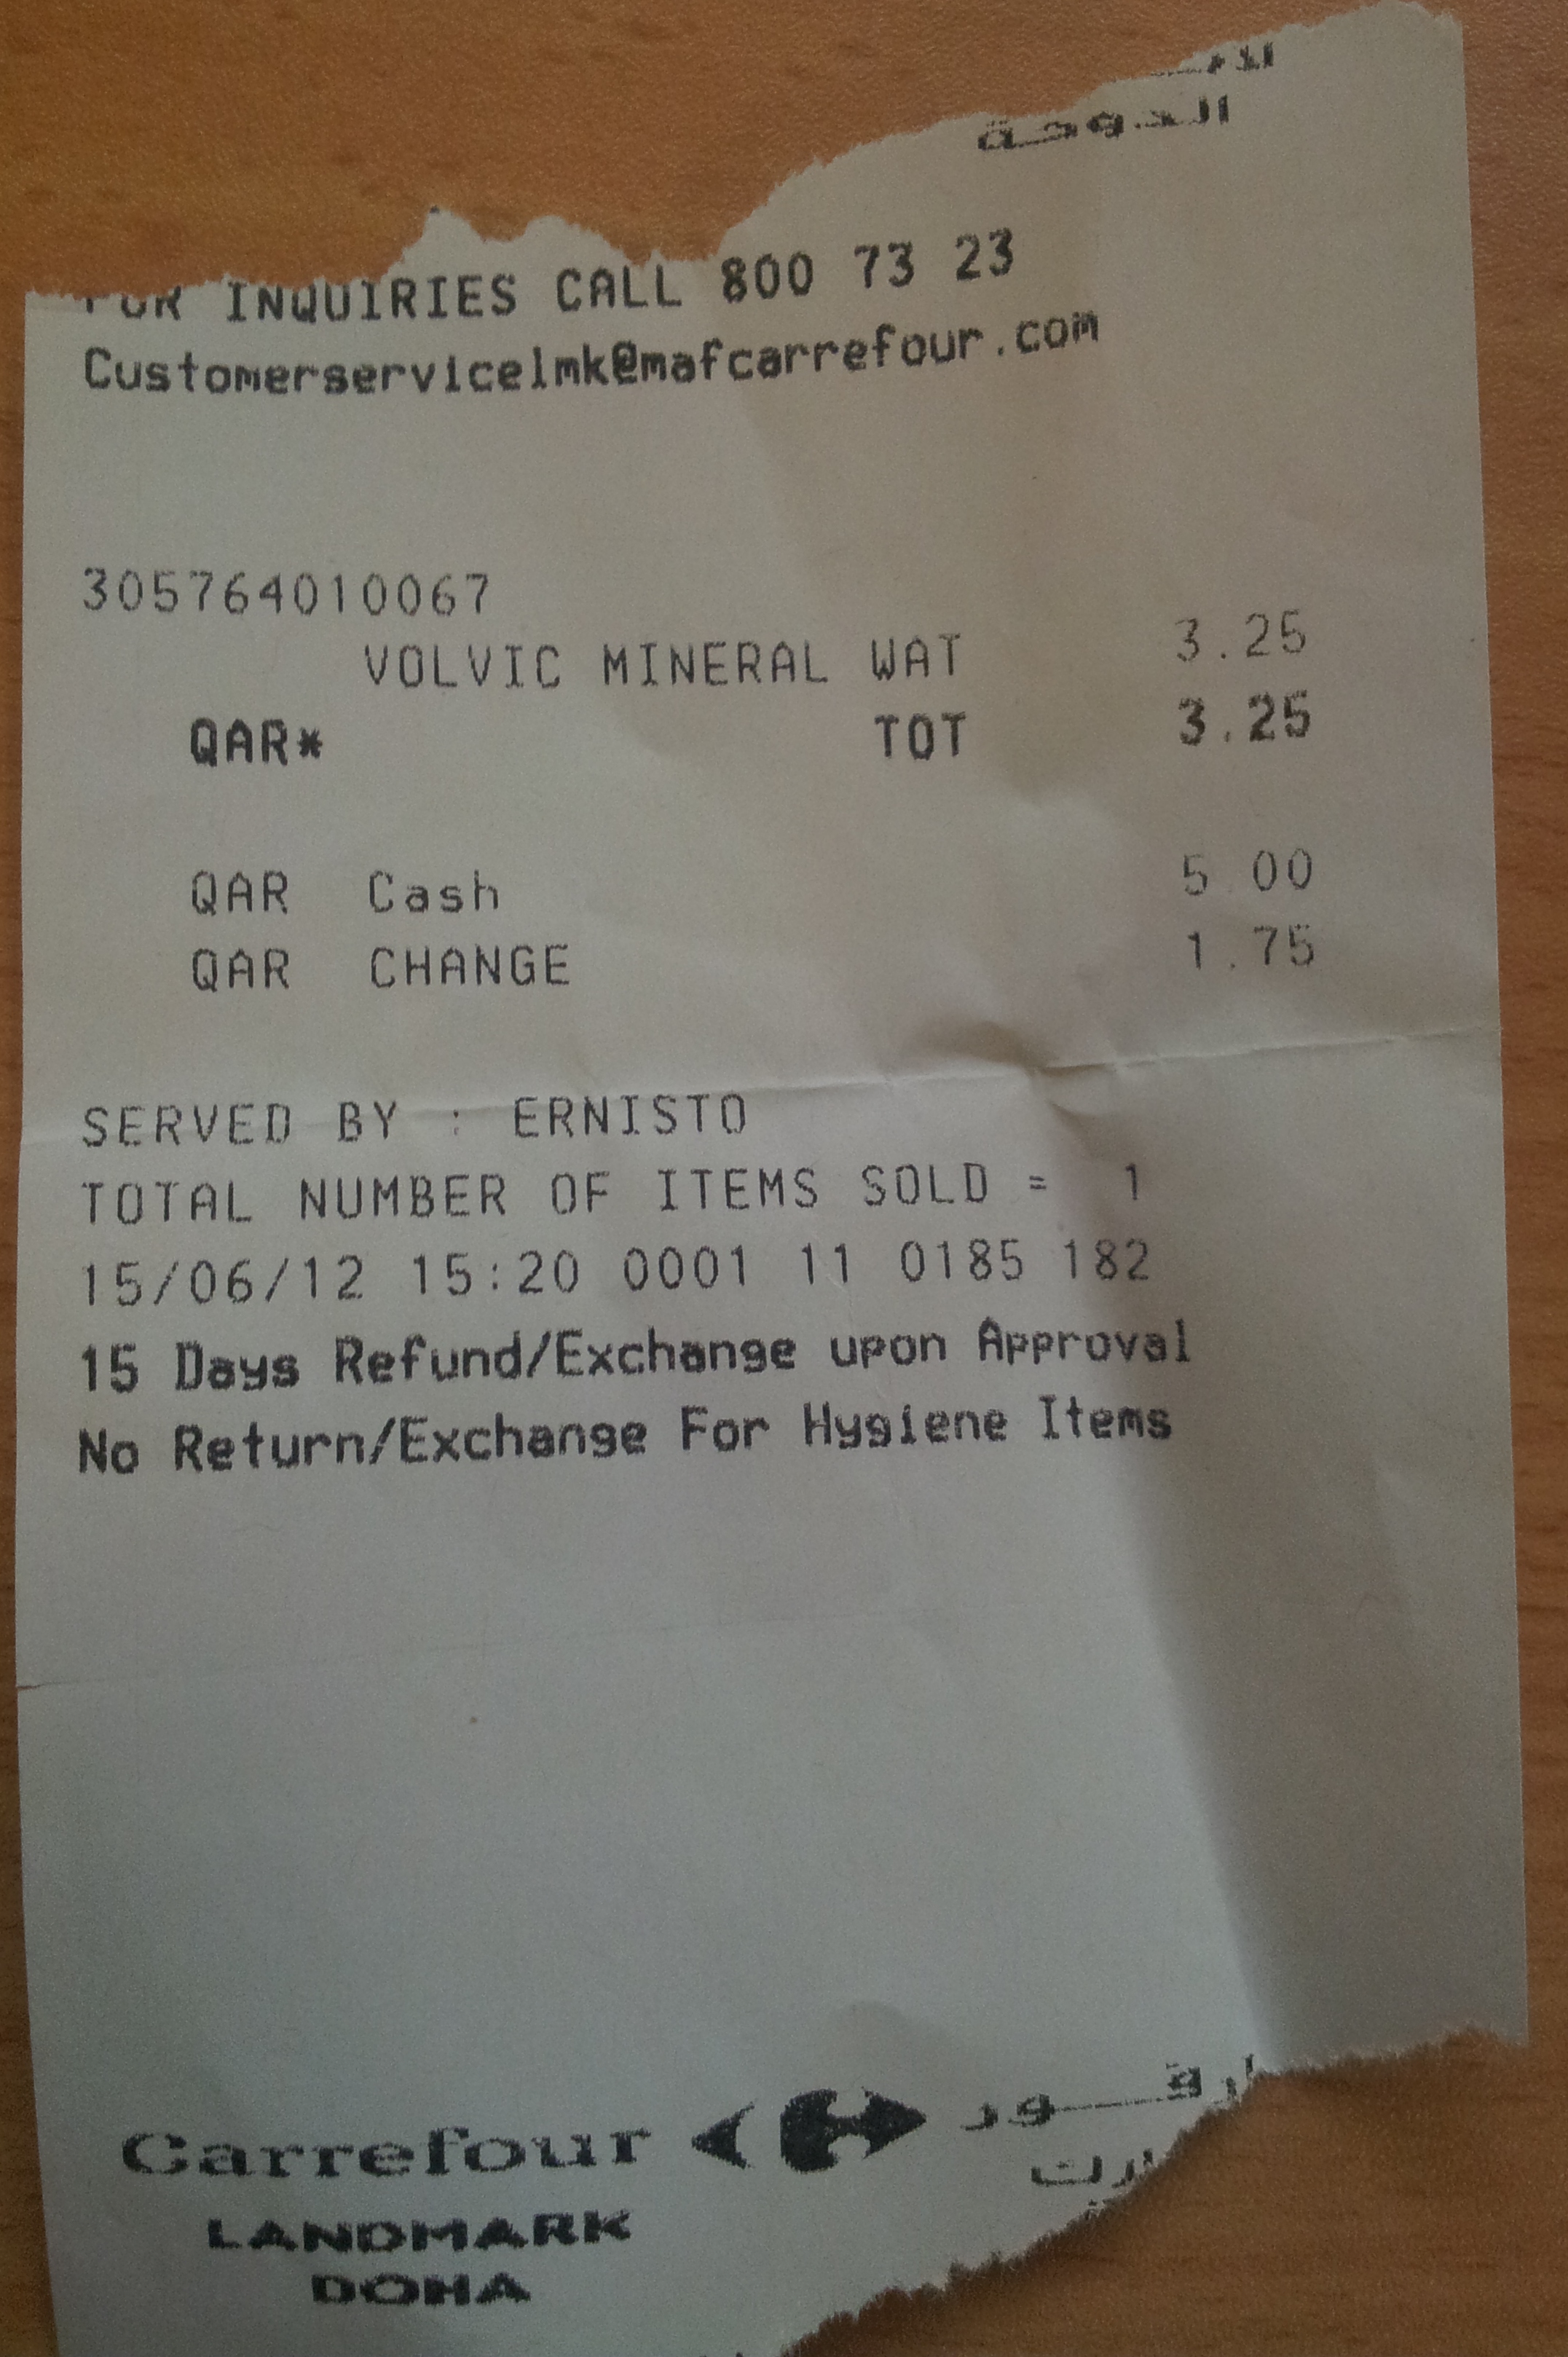 الدوحة
FOR INQUIRIES CALL 800 73 23
Customerservicelmk@mafcarrefour.com
305764010067
VOLVIC MINERAL WAT 3.25
QAR* TOT 3.25
QAR Cash 5.00
QAR CHANGE 1.75
SERVED BY : ERNISTO
TOTAL NUMBER OF ITEMS SOLD = 1
15/06/12 15:20 0001 11 0185 182
15 Days Refund/Exchange upon Approval
No Return/Exchange For Hygiene Items
Carrefour
LANDMARK
DOHA